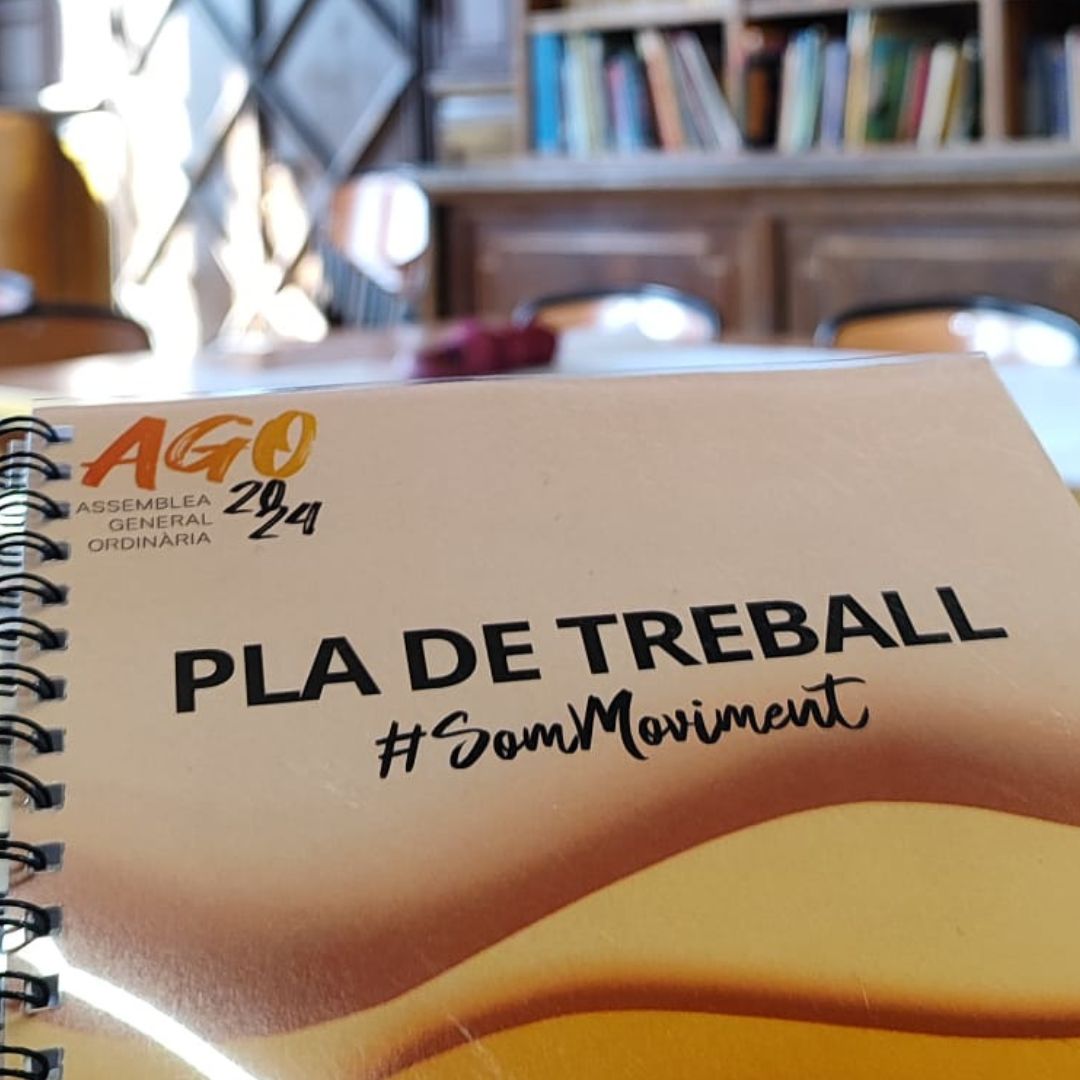 AGO
ASSEMBLEA
GENERAL
ORDINÀRIA
2024
PLA DE TREBALL
#SomMoviment